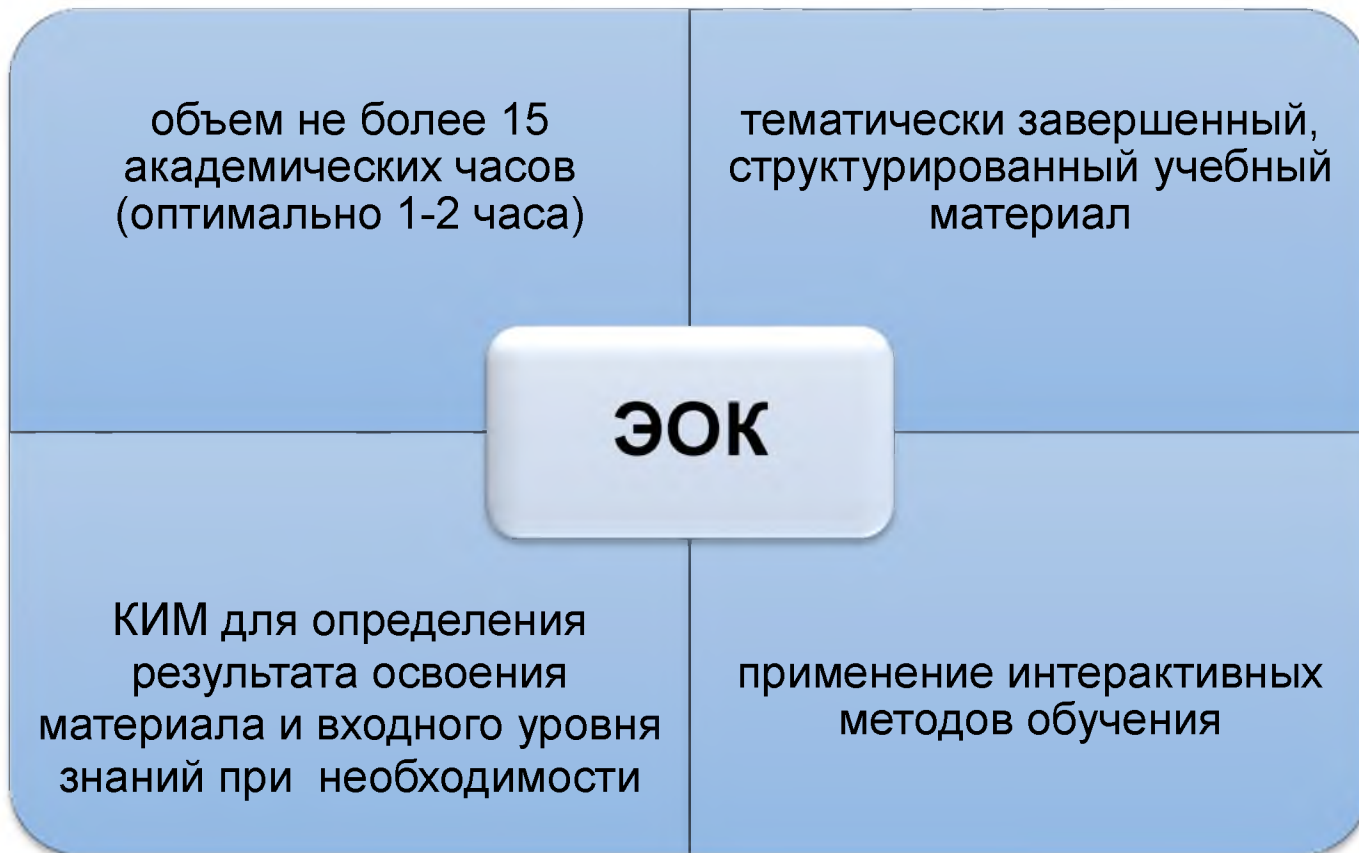 объем не более 15
академических часов
(оптимально 1-2 часа)
тематически завершенный,
структурированный учебный
материал
ЭОК
КИМ для определения
результата освоения
материала и входного уровня
знаний при необходимости
применение интерактивных
методов обучения